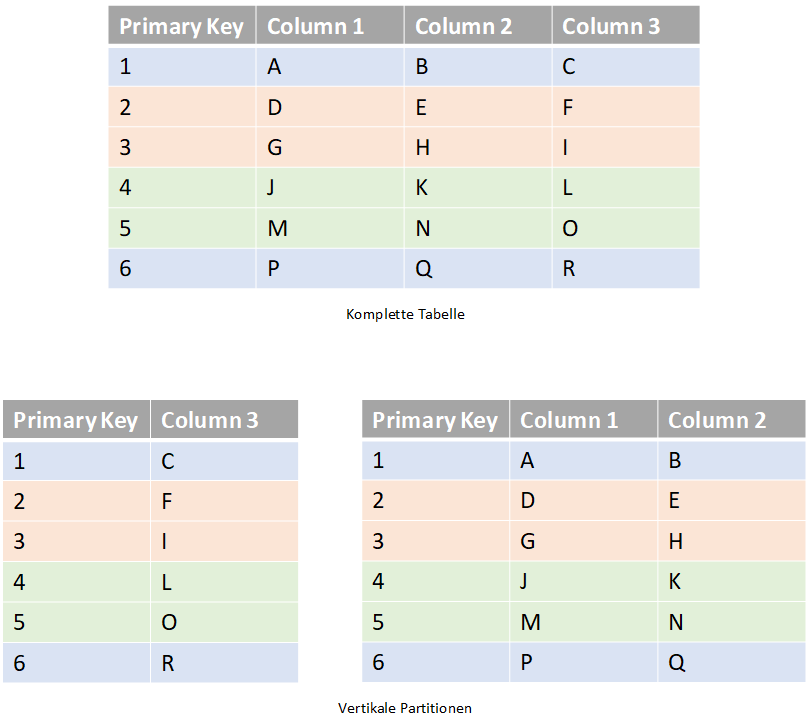 Primary Key Column 1 Column 2 Column 3
1 A B C
2 D E F
3 G H I
4 J K L
5 M N O
6 P Q R
Komplette Tabelle
Primary Key Column 3
1 C
2 F
3 I
4 L
5 O
6 R
Primary Key Column 1 Column 2
1 A B
2 D E
3 G H
4 J K
5 M N
6 P Q
Vertikale Partitionen